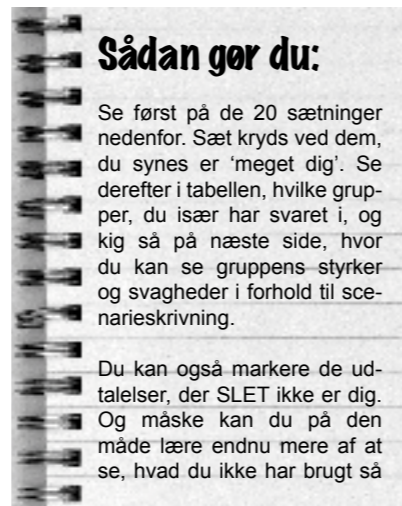 Sådan gør du:
Se først på de 20 sætninger
nedenfor. Sæt kryds ved dem,
du synes er ‘meget dig’. Se
derefter i tabellen, hvilke grup-
per, du især har svaret i, og
kig så på næste side, hvor
du kan se gruppens styrker
og svagheder i forhold til sce-
narieskrivning.
Du kan også markere de ud-
talelser, der SLET ikke er dig.
Og måske kan du på den
måde lære endnu mere af at
se, hvad du ikke har brugt så